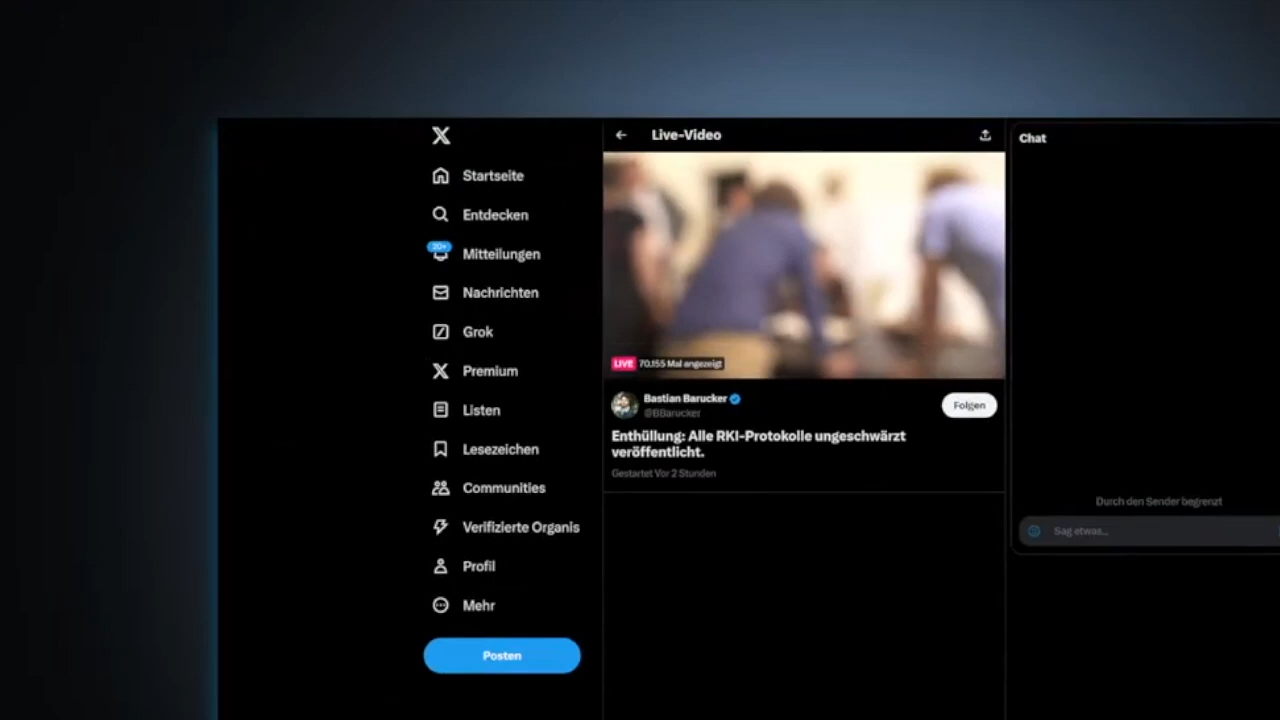 Startseite
Entdecken
20+
Mitteilungen
Nachrichten
Grok
Premium
Listen
Lesezeichen
Communities
Verifizierte Organis
Profil
Mehr
Posten
Live-Video
LIVE 70.155 Mal angezeigt
Bastian Barucker
@BBarucker
Folgen
Enthüllung: Alle RKI-Protokolle ungeschwärzt
veröffentlicht.
Gestartet Vor 2 Stunden
Chat
Durch den Sender begrenzt
Sag etwas...